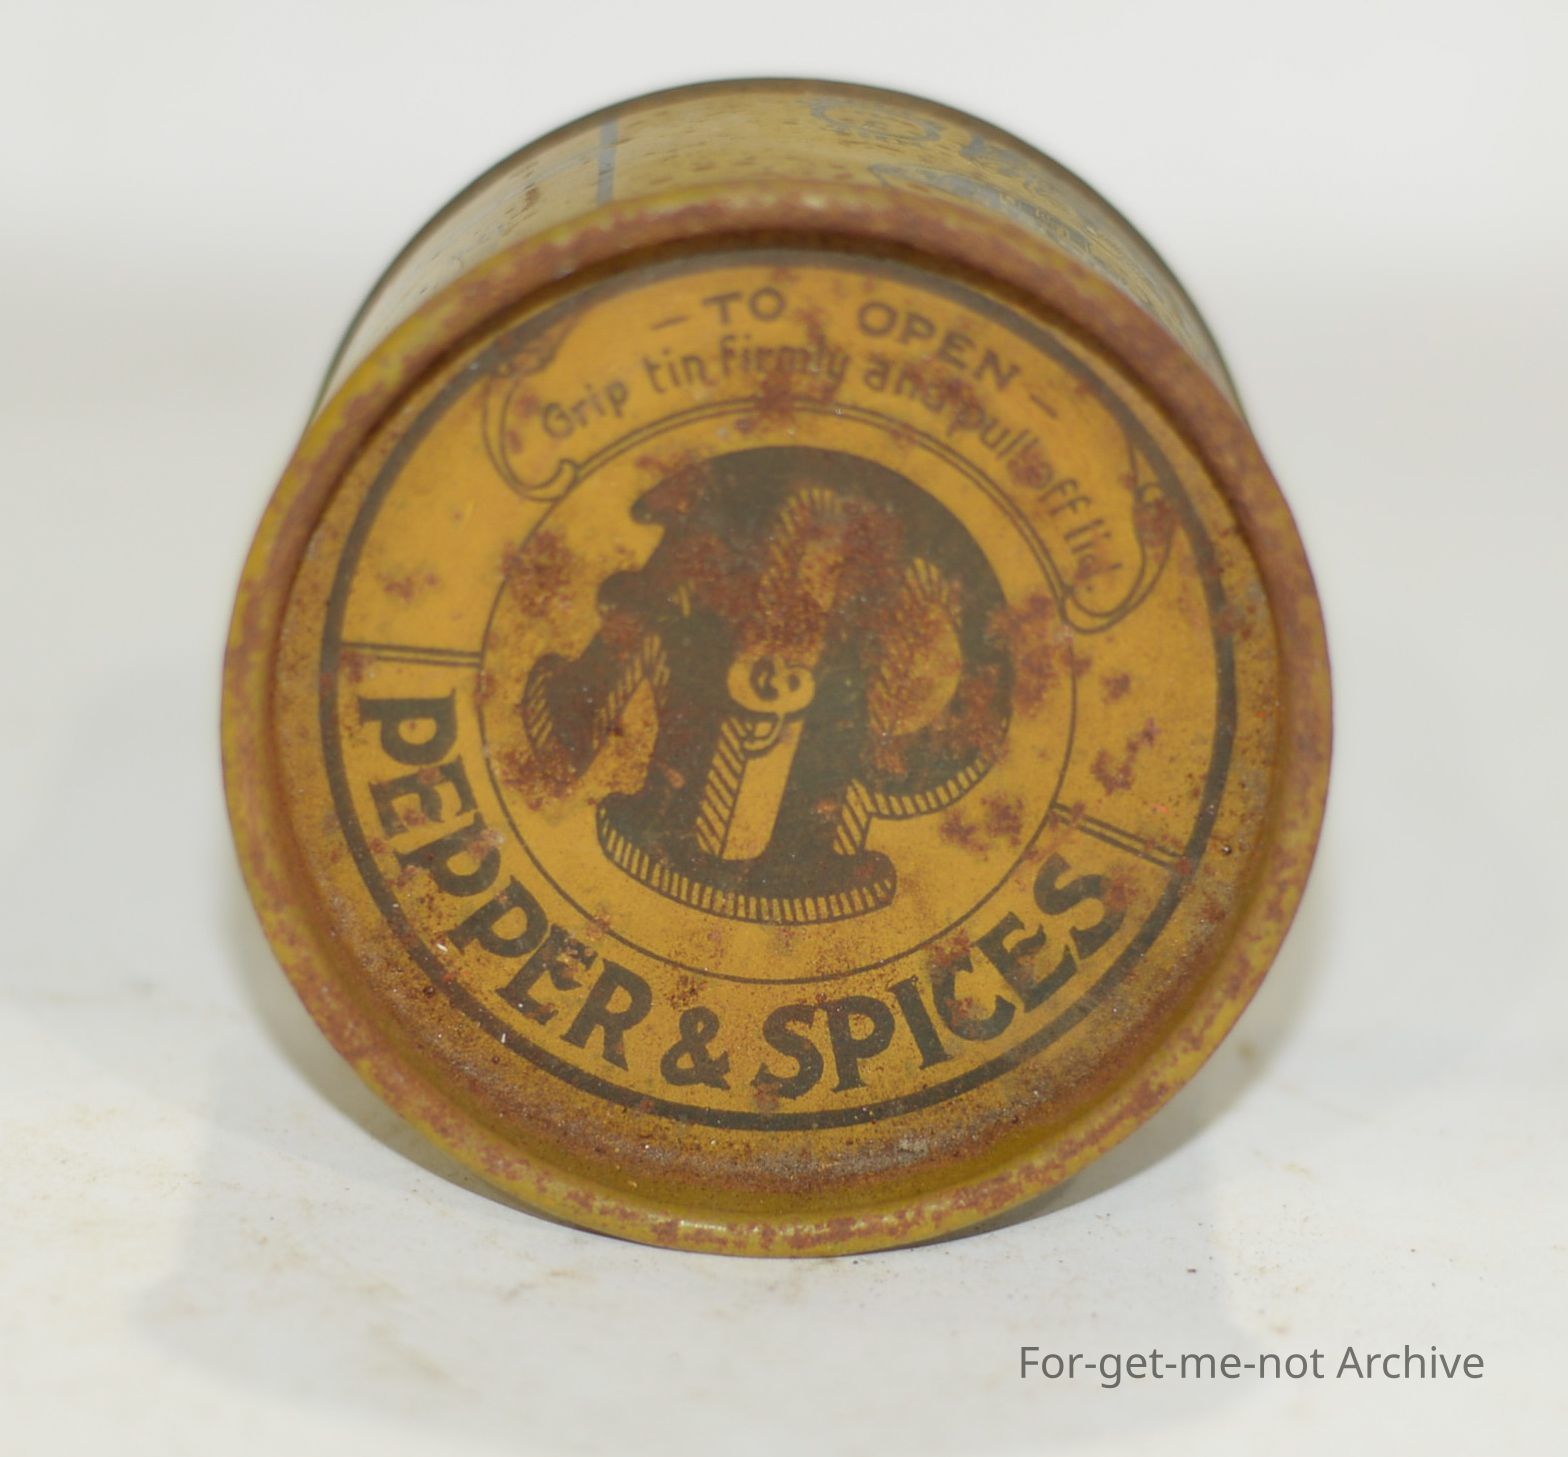 — TO OPEN —
Grip tin firmly and pull off lid.
P
PEPPER & SPICES
For-get-me-not Archive